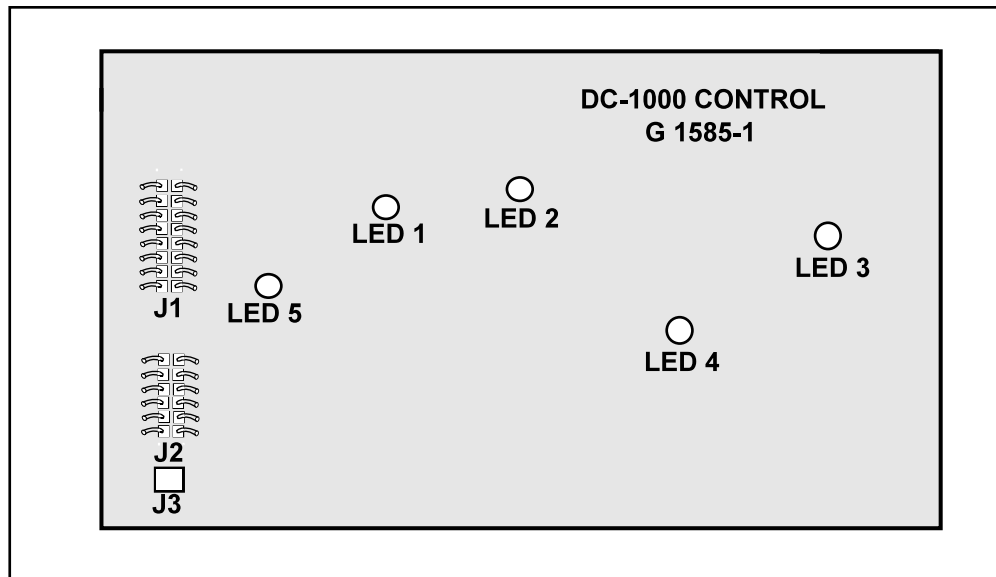 DC-1000 CONTROL
G 1585-1
LED 1
LED 2
LED 3
J1
LED 5
LED 4
J2
J3